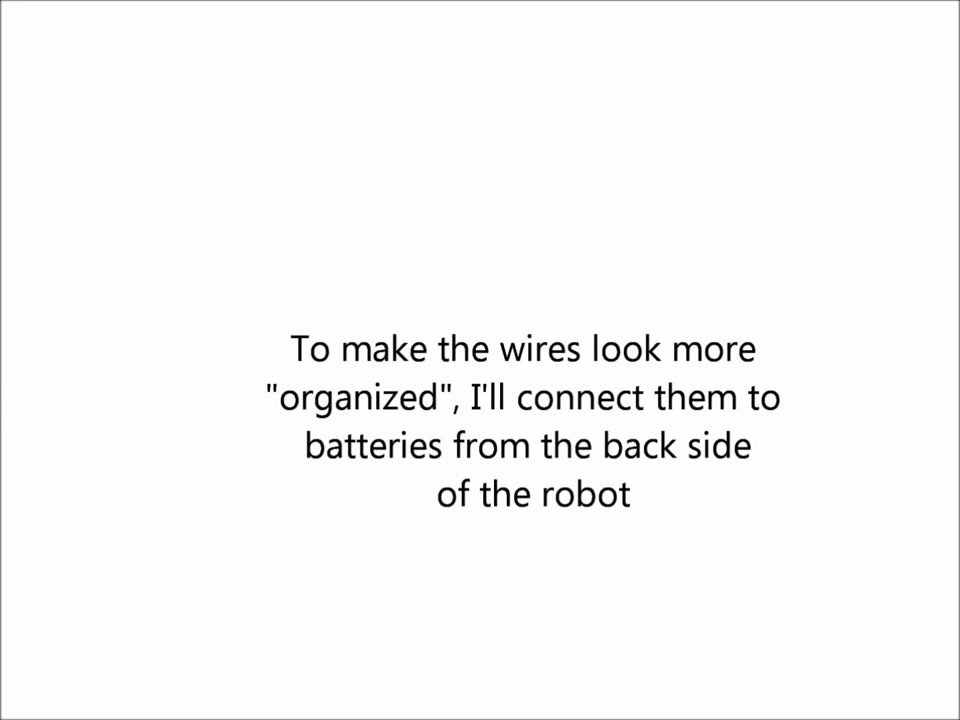 To make the wires look more
"organized", I'll connect them to
batteries from the back side
of the robot